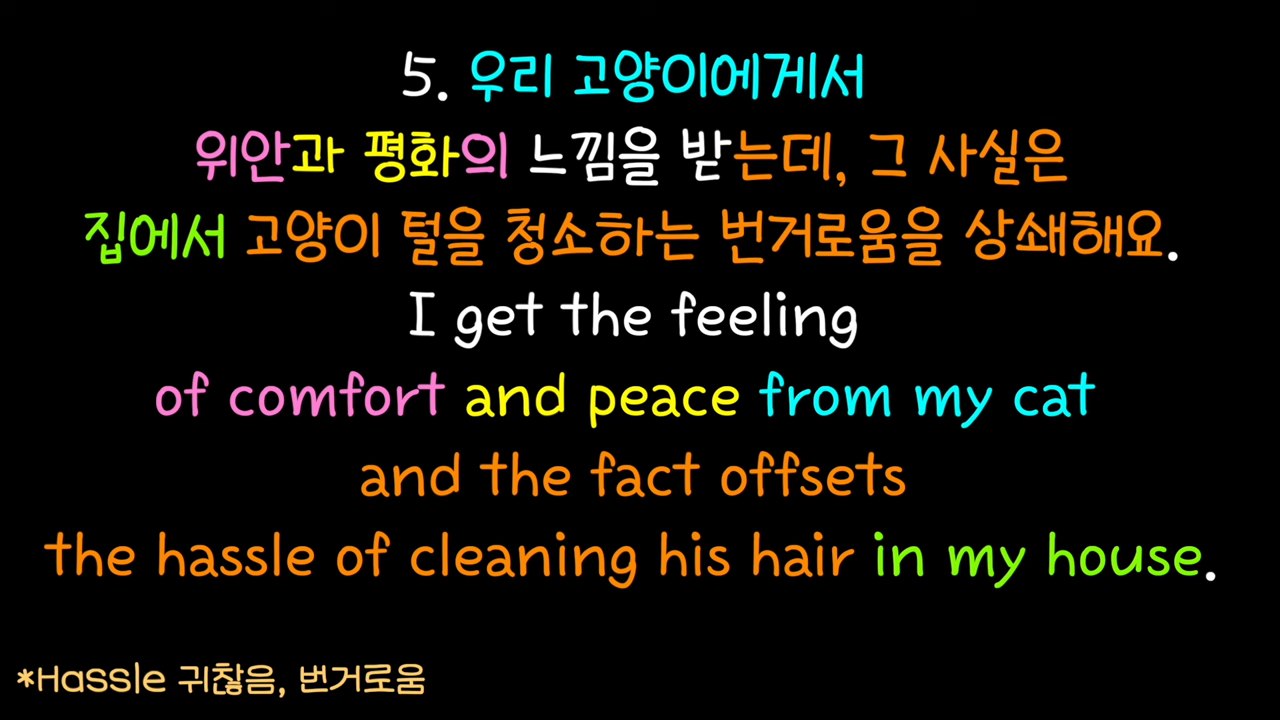 5. 우리 고양이에게서
위안과 평화의 느낌을 받는데, 그 사실은
집에서 고양이 털을 청소하는 번거로움을 상쇄해요.
I get the feeling
of comfort and peace from my cat
and the fact offsets
the hassle of cleaning his hair in my house.
*Hassle 귀찮음, 번거로움